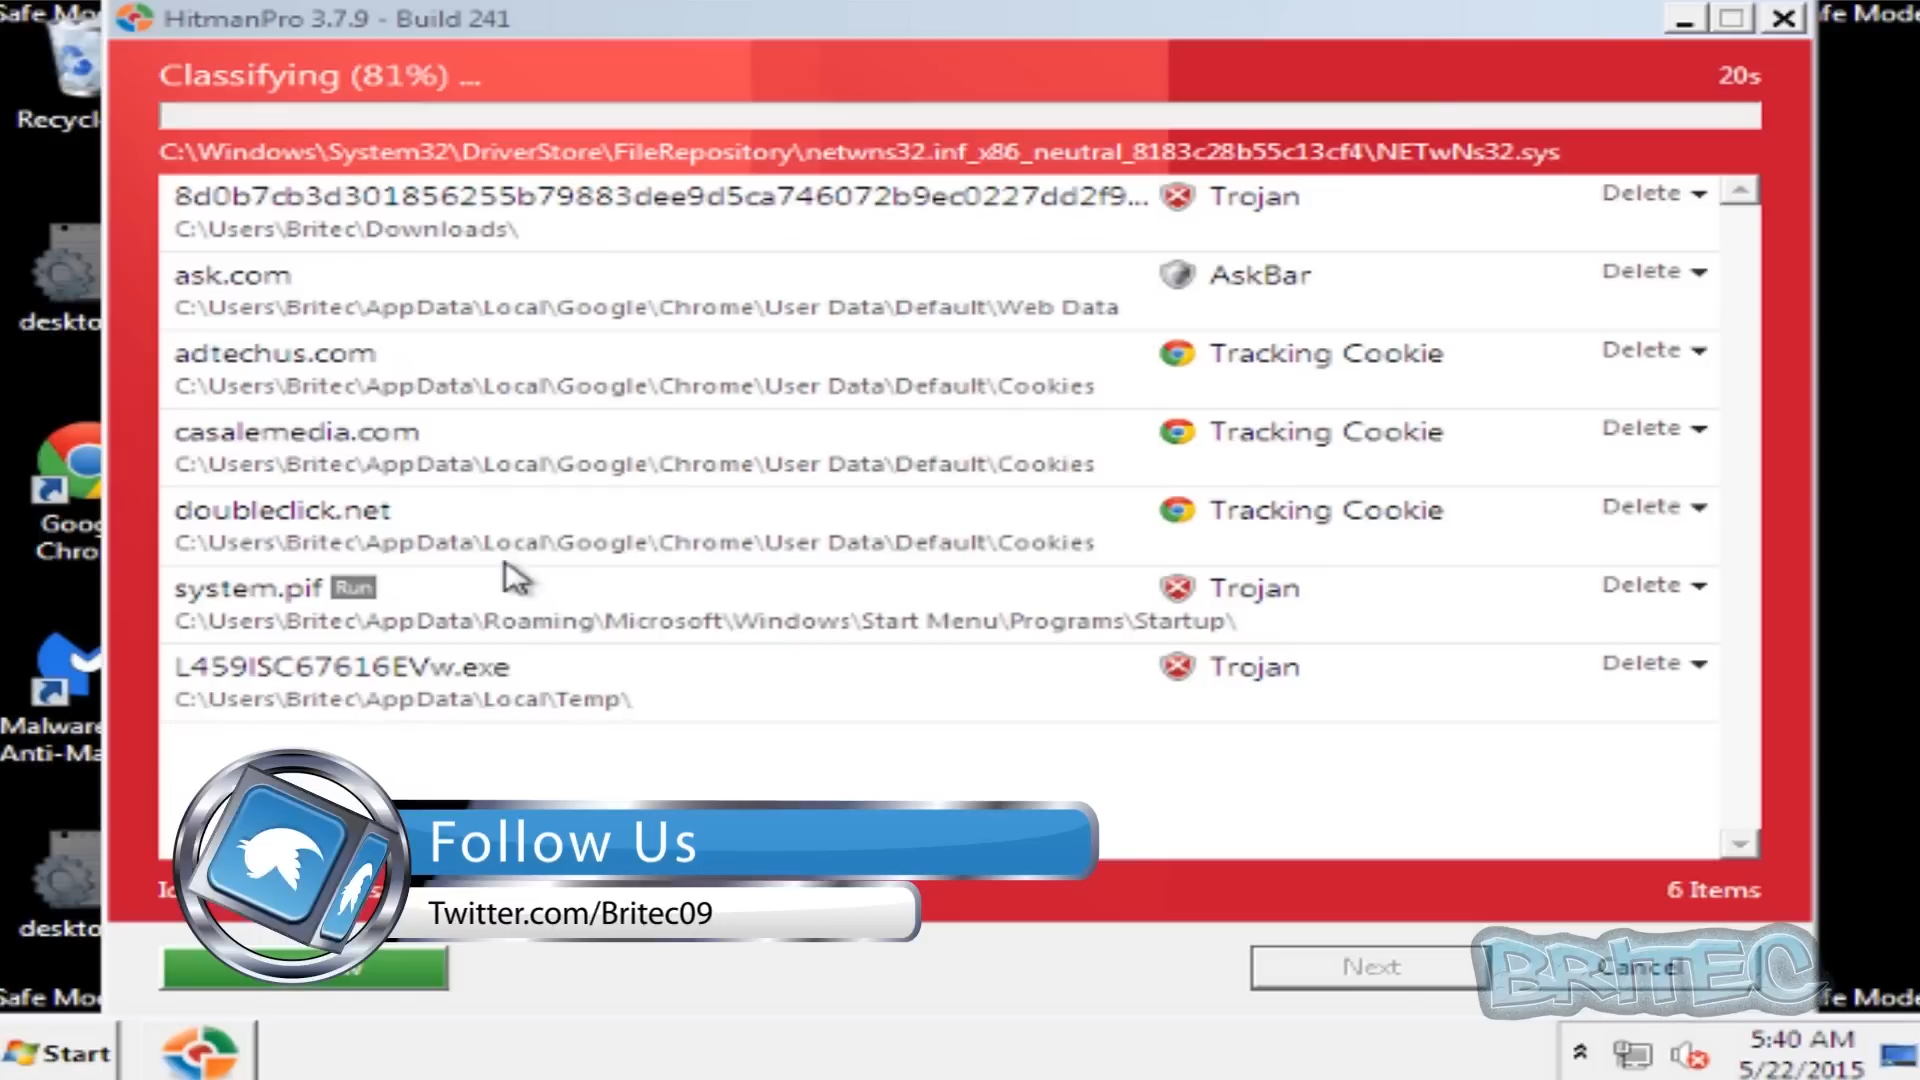 Safe Mode
HitmanPro 3.7.9 - Build 241
fe Mode
Classifying (81%) ...
20s
C:\Windows\System32\DriverStore\FileRepository\netwns32.inf_x86_neutral_8183c28b55c13cf4\NETwNs32.sys
Recycl
8d0b7cb3d301856255b79883dee9d5ca746072b9ec0227dd2f9... Trojan Delete
C:\Users\Britec\Downloads\
ask.com AskBar Delete
C:\Users\Britec\AppData\Local\Google\Chrome\User Data\Default\Web Data
deskto
adtechus.com Tracking Cookie Delete
C:\Users\Britec\AppData\Local\Google\Chrome\User Data\Default\Cookies
casalemedia.com Tracking Cookie Delete
C:\Users\Britec\AppData\Local\Google\Chrome\User Data\Default\Cookies
doubleclick.net Tracking Cookie Delete
C:\Users\Britec\AppData\Local\Google\Chrome\User Data\Default\Cookies
Goog
Chro
system.pif Run Trojan Delete
C:\Users\Britec\AppData\Roaming\Microsoft\Windows\Start Menu\Programs\Startup\
L459ISC67616EVw.exe Trojan Delete
C:\Users\Britec\AppData\Local\Temp\
Malware
Anti-Ma
Follow Us
Twitter.com/Britec09
6 Items
deskto
Next
Cancel
BRITEC
Safe Mod
fe Mode
Start
5:40 AM
5/22/2015